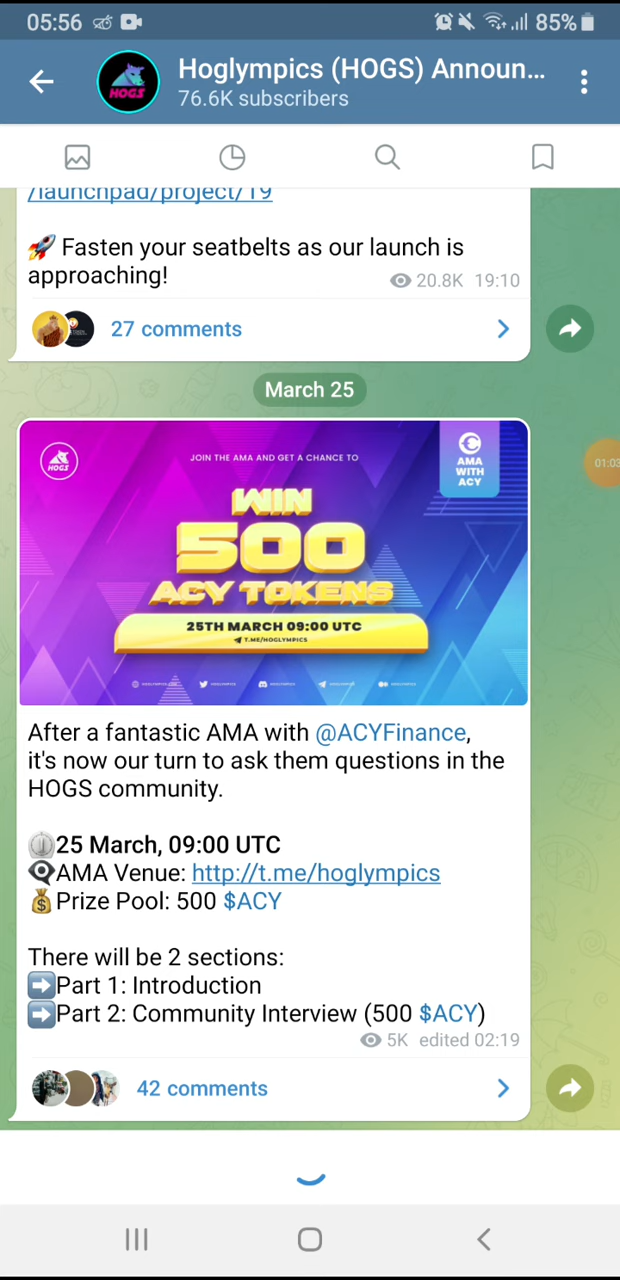 05:56
85%
HOGS
Hoglympics (HOGS) Announ...
76.6K subscribers
/launchpad/project/19
🚀 Fasten your seatbelts as our launch is
approaching!
20.8K 19:10
27 comments
March 25
HOGS
JOIN THE AMA AND GET A CHANCE TO
AMA
WITH
ACY
WIN
500
ACY TOKENS
25TH MARCH 09:00 UTC
T.ME/HOGLYMPICS
01:03
After a fantastic AMA with @ACYFinance,
it's now our turn to ask them questions in the
HOGS community.
25 March, 09:00 UTC
AMA Venue: http://t.me/hoglympics
💰Prize Pool: 500 $ACY
There will be 2 sections:
➡️Part 1: Introduction
➡️Part 2: Community Interview (500 $ACY)
5K edited 02:19
42 comments